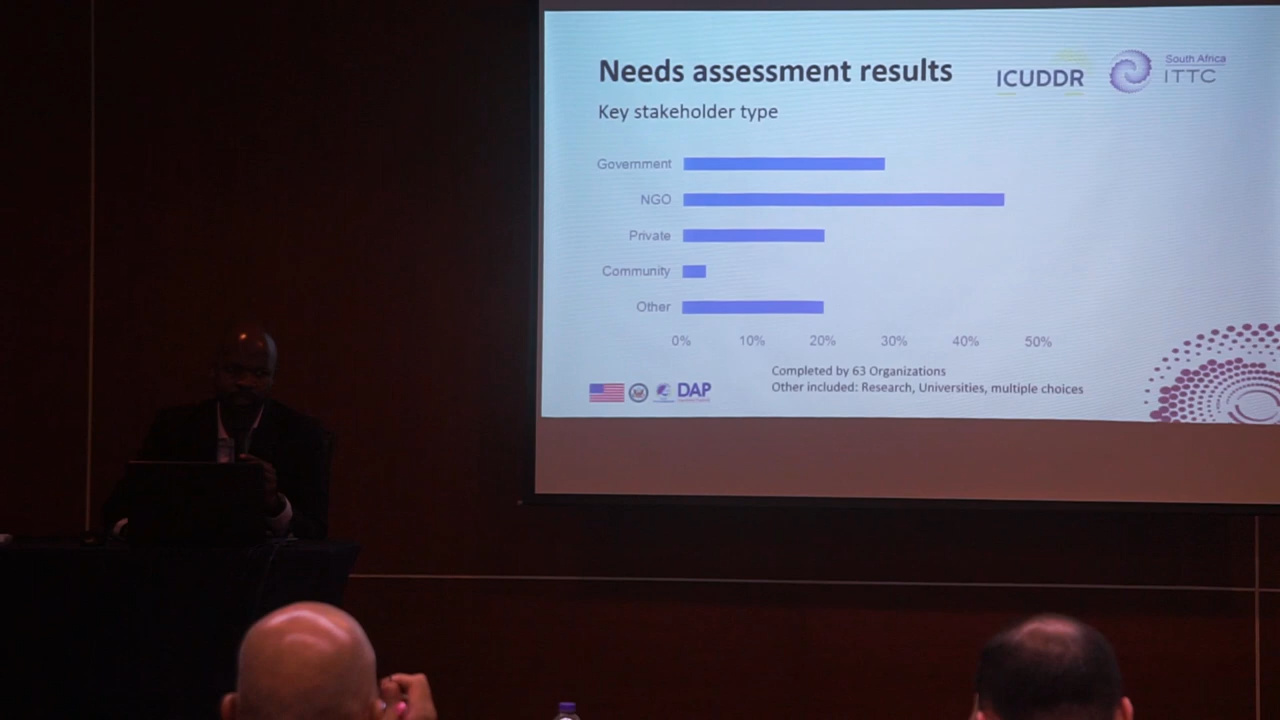 Needs assessment results
ICUDDR
South Africa
ITTC
Key stakeholder type
Government
NGO
Private
Community
Other
0% 10% 20% 30% 40% 50%
Completed by 63 Organizations
Other included: Research, Universities, multiple choices
DAP